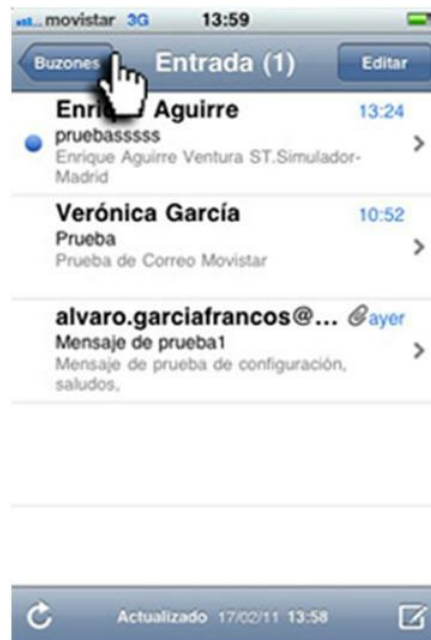 movistar 3G 13:59
Buzones Entrada (1) Editar
Enrique Aguirre 13:24
pruebasssss
Enrique Aguirre Ventura ST.Simulador-
Madrid
Verónica García 10:52
Prueba
Prueba de Correo Movistar
alvaro.garciafrancos@... ayer
Mensaje de prueba1
Mensaje de prueba de configuración,
saludos,
Actualizado 17/02/11 13:58